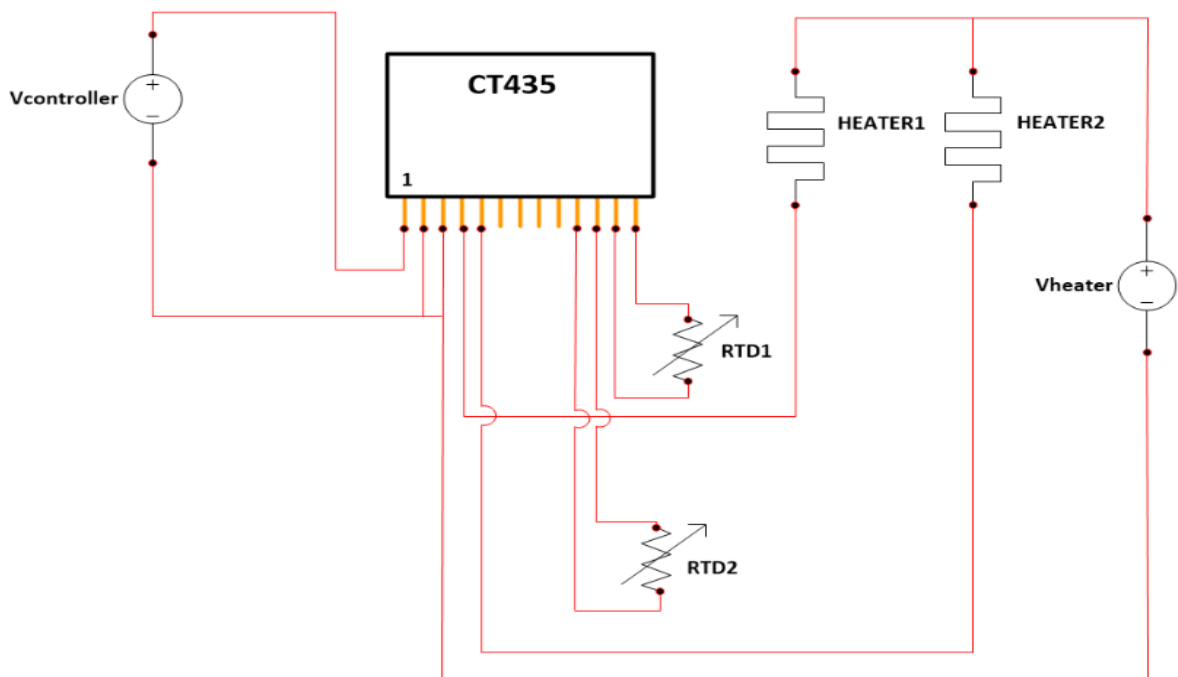 CT435
Vcontroller
HEATER1
HEATER2
1
+
−
Vheater
+
−
RTD1
RTD2